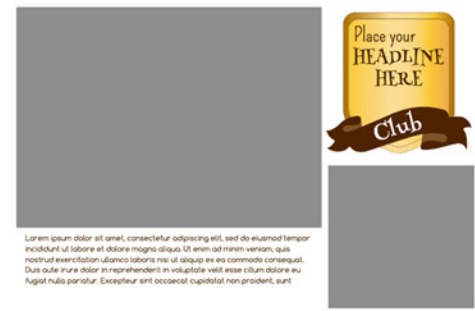 Place your
HEADLINE
HERE
Club
Lorem ipsum dolor sit amet, consectetur adipiscing elit, sed do eiusmod tempor
incididunt ut labore et dolore magna aliqua. Ut enim ad minim veniam, quis
nostrud exercitation ullamco laboris nisi ut aliquip ex ea commodo consequat.
Duis aute irure dolor in reprehenderit in voluptate velit esse cillum dolore eu
fugiat nulla pariatur. Excepteur sint occaecat cupidatat non proident, sunt